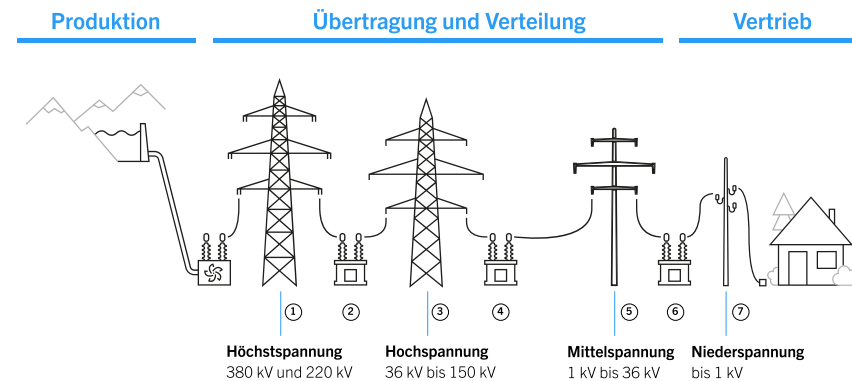 Produktion
Übertragung und Verteilung
Vertrieb
1
2
3
4
5
6
7
Höchstspannung
380 kV und 220 kV
Hochspannung
36 kV bis 150 kV
Mittelspannung
1 kV bis 36 kV
Niederspannung
bis 1 kV